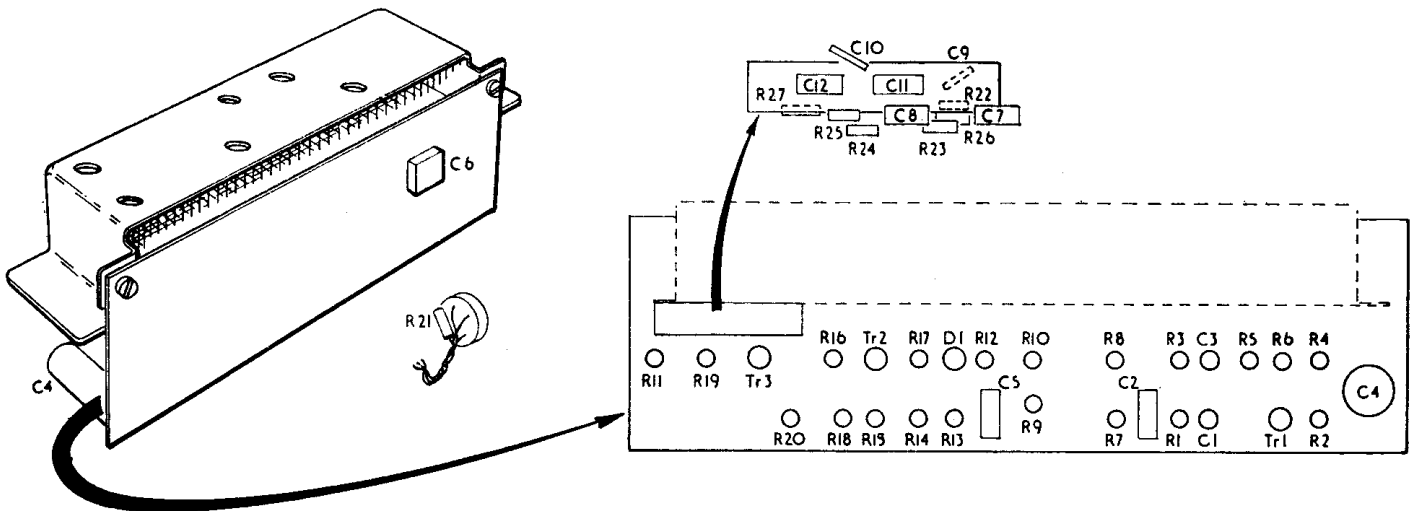 C10
C9
C12 C11
R27 R22
C8 C7
R25 R26
R24 R23
C6
R21
C4
R16 Tr2 R17 D1 R12 R10 R8 R3 C3 R5 R6 R4
R11 R19 Tr3
C5 C2 C4
R9
R20 R18 R15 R14 R13 R7 R1 C1 Tr1 R2